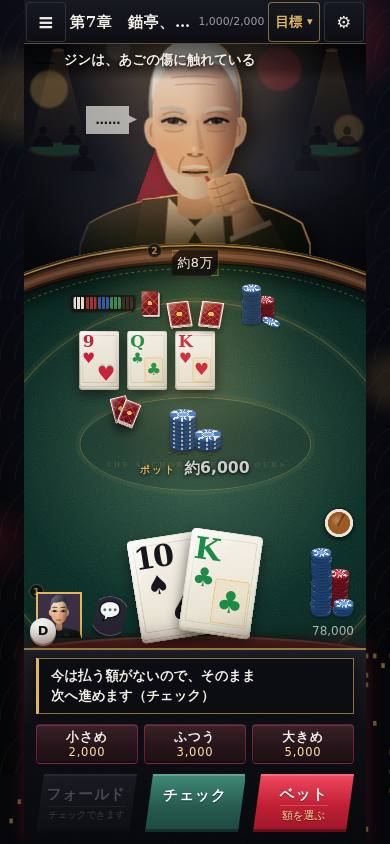 第7章　錨亭、...
1,000/2,000
目標 ▾
ジンは、あごの傷に触れている
……
2
約8万
9
Q
K
ポット 約6,000
10
K
1
D
78,000
今は払う額がないので、そのまま
次へ進めます（チェック）
小さめ
2,000
ふつう
3,000
大きめ
5,000
フォールド
チェックできます
チェック
ベット
額を選ぶ